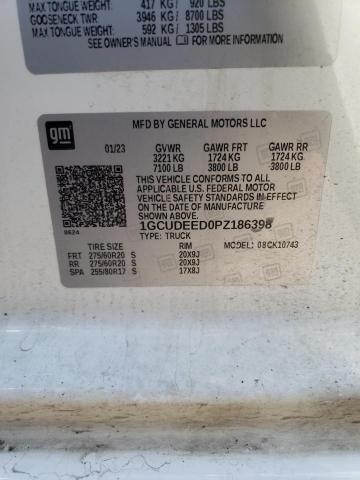 MAX TONGUE WEIGHT: 417 KG / 920 LBS
GOOSENECK TWR 3946 KG / 8700 LBS
MAX TONGUE WEIGHT: 592 KG / 1305 LBS
SEE OWNER'S MANUAL FOR MORE INFORMATION
gm
MFD BY GENERAL MOTORS LLC
01/23 GVWR GAWR FRT GAWR RR
3221 KG 1724 KG 1724 KG
7100 LB 3800 LB 3800 LB
THIS VEHICLE CONFORMS TO ALL
APPLICABLE U.S. FEDERAL MOTOR
VEHICLE SAFETY STANDARDS IN EFFECT
ON THE DATE OF MANUFACTURE SHOWN ABOVE.
1GCUDEED0PZ186398
8624 TYPE: TRUCK MODEL: 08CK10743
TIRE SIZE RIM
FRT 275/60R20 S 20X9J
RR 275/60R20 S 20X9J
SPA 255/80R17 S 17X8J